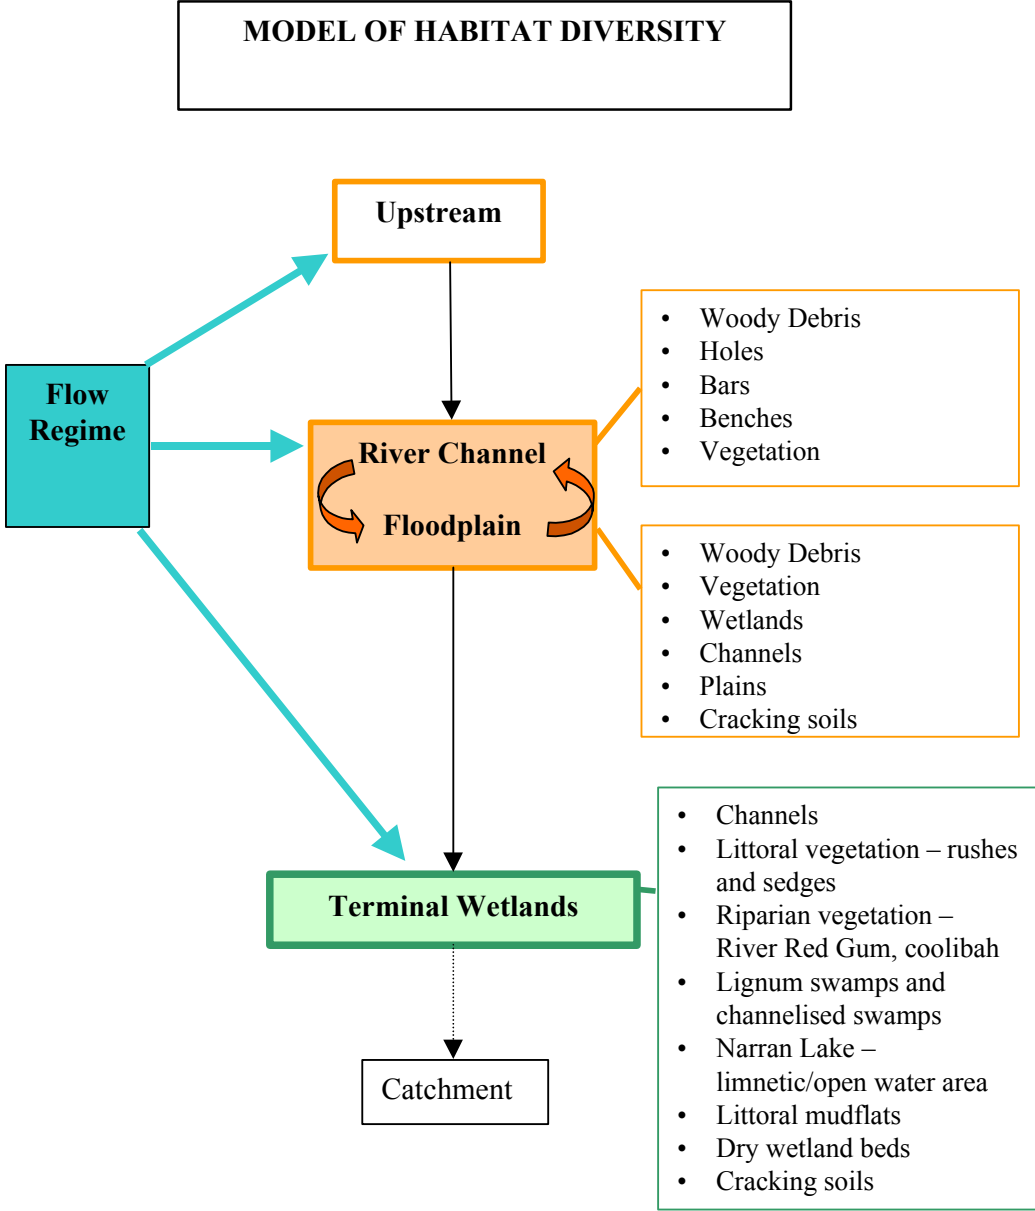 MODEL OF HABITAT DIVERSITY
Upstream
Flow
Regime
River Channel
Floodplain
• Woody Debris
• Holes
• Bars
• Benches
• Vegetation
• Woody Debris
• Vegetation
• Wetlands
• Channels
• Plains
• Cracking soils
Terminal Wetlands
• Channels
• Littoral vegetation – rushes
and sedges
• Riparian vegetation –
River Red Gum, coolibah
• Lignum swamps and
channelised swamps
• Narran Lake –
limnetic/open water area
• Littoral mudflats
• Dry wetland beds
• Cracking soils
Catchment